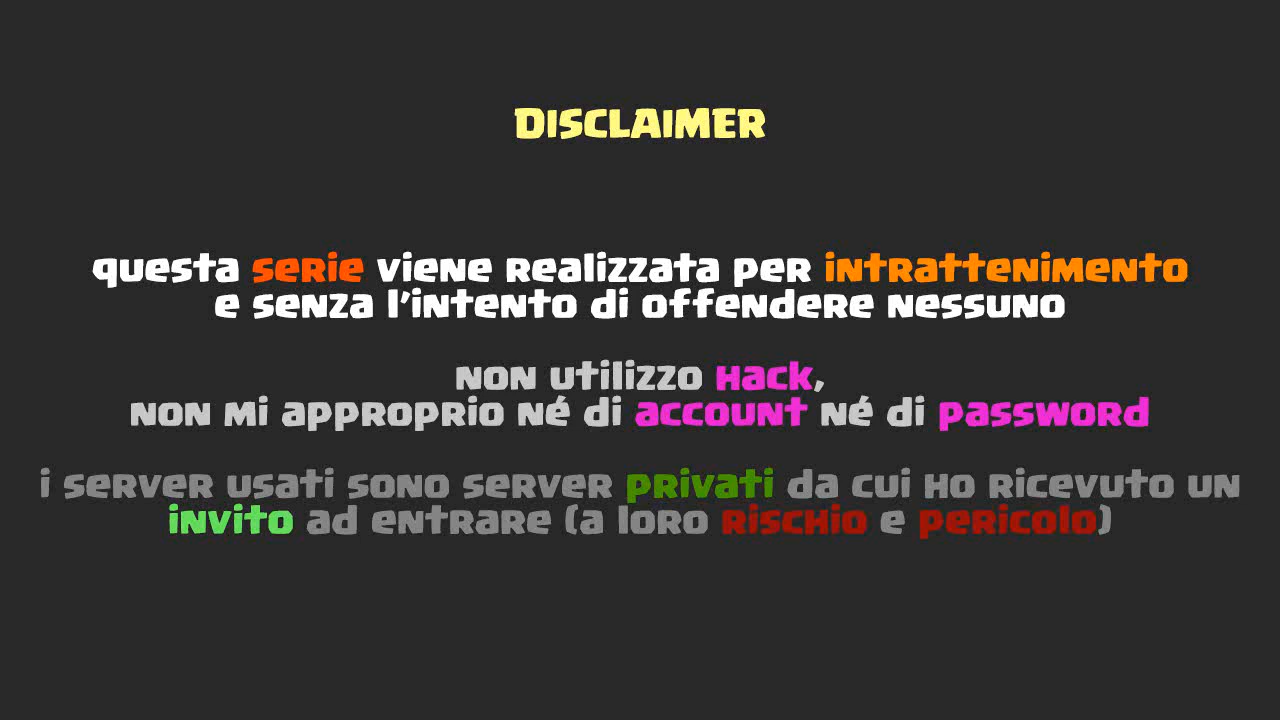 DISCLAIMER
questa serie viene realizzata per intrattenimento
e senza l'intento di offendere nessuno
non utilizzo hack,
non mi approprio né di account né di password
i server usati sono server privati da cui ho ricevuto un
invito ad entrare (a loro rischio e pericolo)